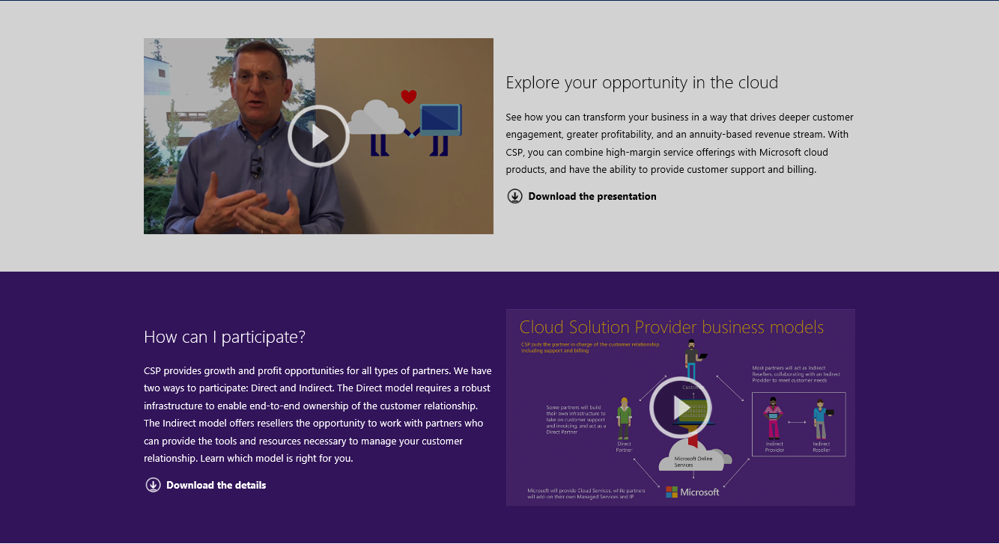 Explore your opportunity in the cloud
See how you can transform your business in a way that drives deeper customer
engagement, greater profitability, and an annuity-based revenue stream. With
CSP, you can combine high-margin service offerings with Microsoft cloud
products, and have the ability to provide customer support and billing.
Download the presentation
How can I participate?
CSP provides growth and profit opportunities for all types of partners. We have
two ways to participate: Direct and Indirect. The Direct model requires a robust
infrastructure to enable end-to-end ownership of the customer relationship.
The Indirect model offers resellers the opportunity to work with partners who
can provide the tools and resources necessary to manage your customer
relationship. Learn which model is right for you.
Download the details
Cloud Solution Provider business models
CSP puts the partner in charge of the customer relationship
including support and billing
Most partners will act as Indirect
Resellers, collaborating with an Indirect
Provider to meet customer needs
Some partners will build
their own infrastructure to
take on customer support
and invoicing, and act as a
Direct Partner
Direct
Partner
Indirect
Provider
Indirect
Reseller
Microsoft Online
Services
Microsoft will provide Cloud Services, while partners
will add-on their own Managed Services and IP
Microsoft